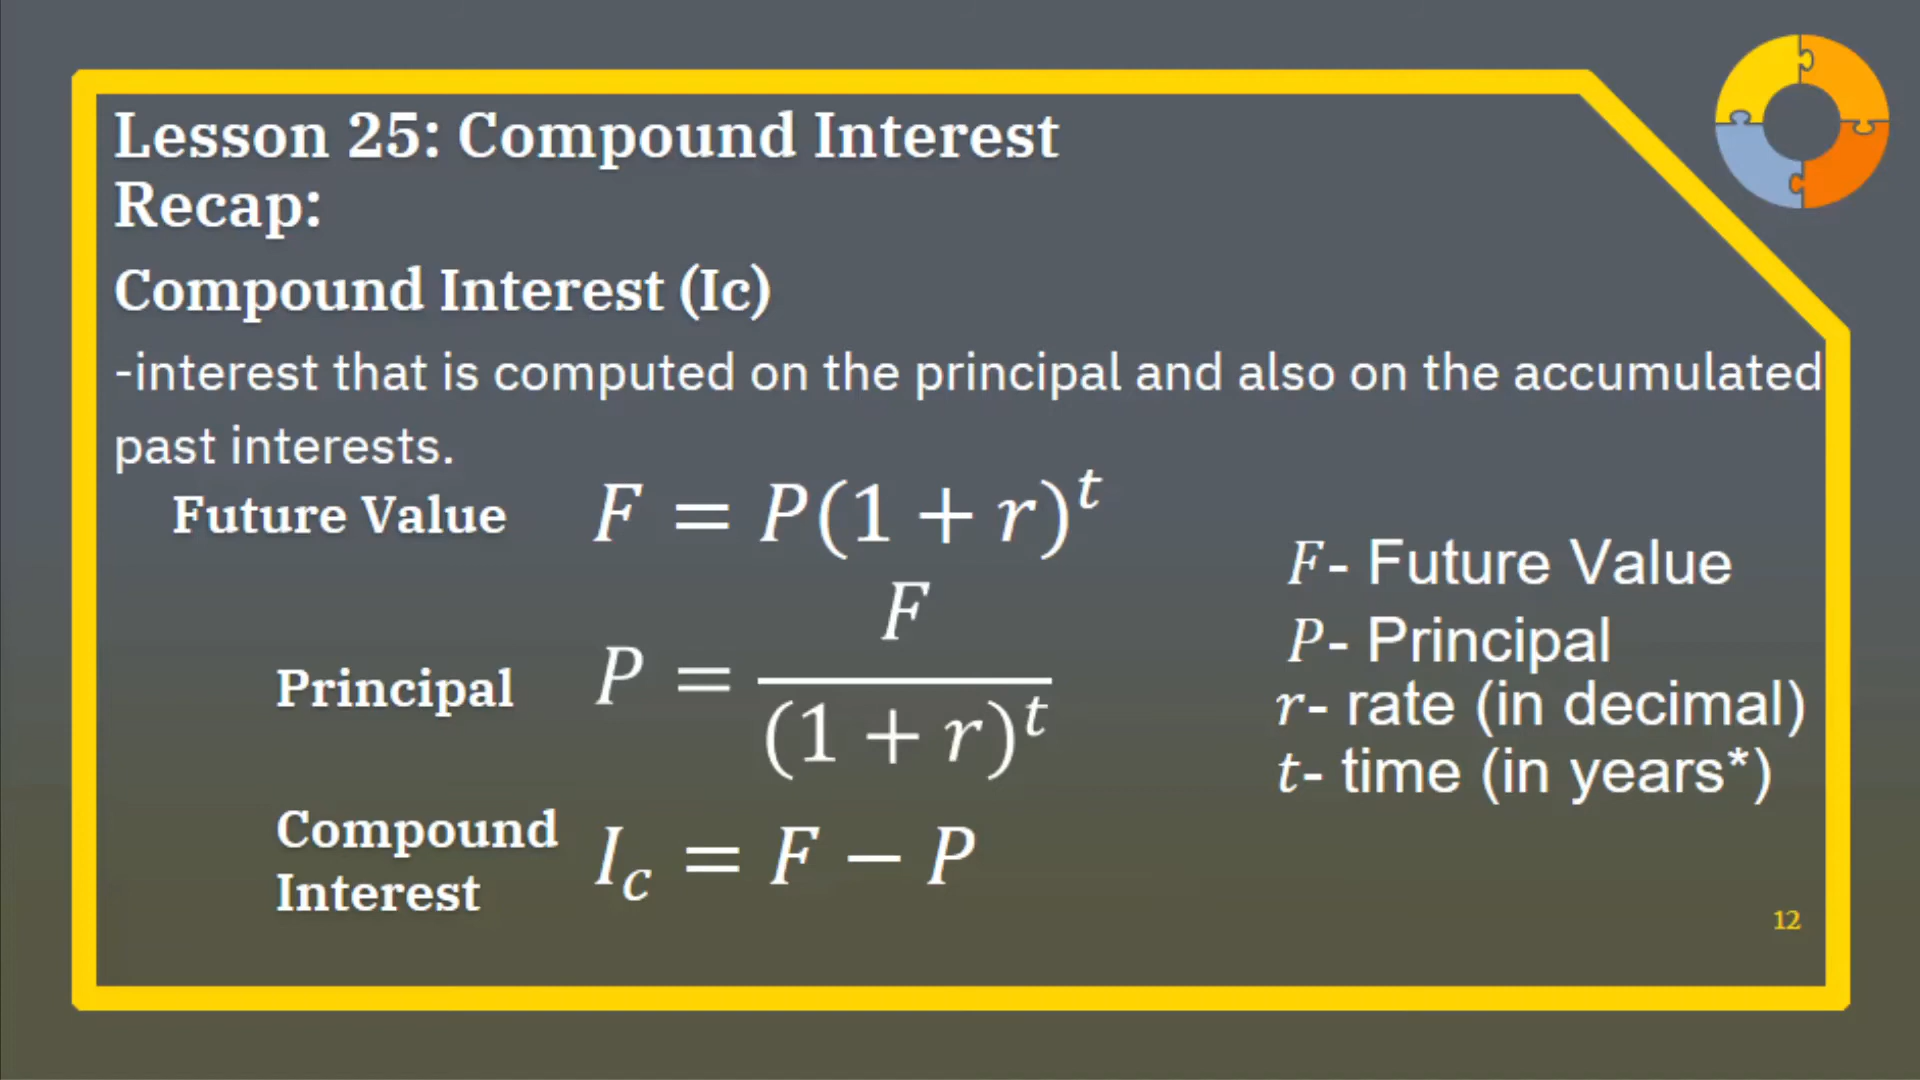 Lesson 25: Compound Interest
Recap:
Compound Interest (Ic)
-interest that is computed on the principal and also on the accumulated
past interests.
Future Value F = P(1 + r)^t
Principal P = F / (1 + r)^t
Compound
Interest I_c = F − P
F- Future Value
P- Principal
r- rate (in decimal)
t- time (in years*)
12